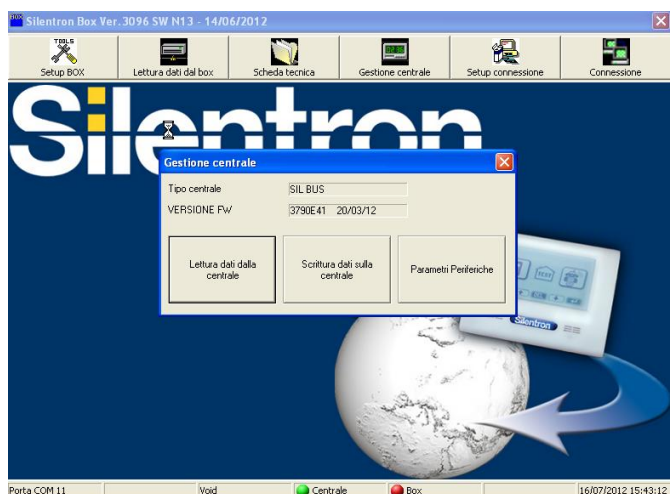 BOX Silentron Box Ver.3096 SW N13 - 14/06/2012
TOOLS
Setup BOX
Lettura dati dal box
Scheda tecnica
Gestione centrale
Setup connessione
Connessione
Silentron
Gestione centrale
Tipo centrale SIL BUS
VERSIONE FW 3790E41 20/03/12
Lettura dati dalla
centrale
Scrittura dati sulla
centrale
Parametri Periferiche
TEXT
Silentron
Porta COM 11 Void Centrale Box 16/07/2012 15:43:12